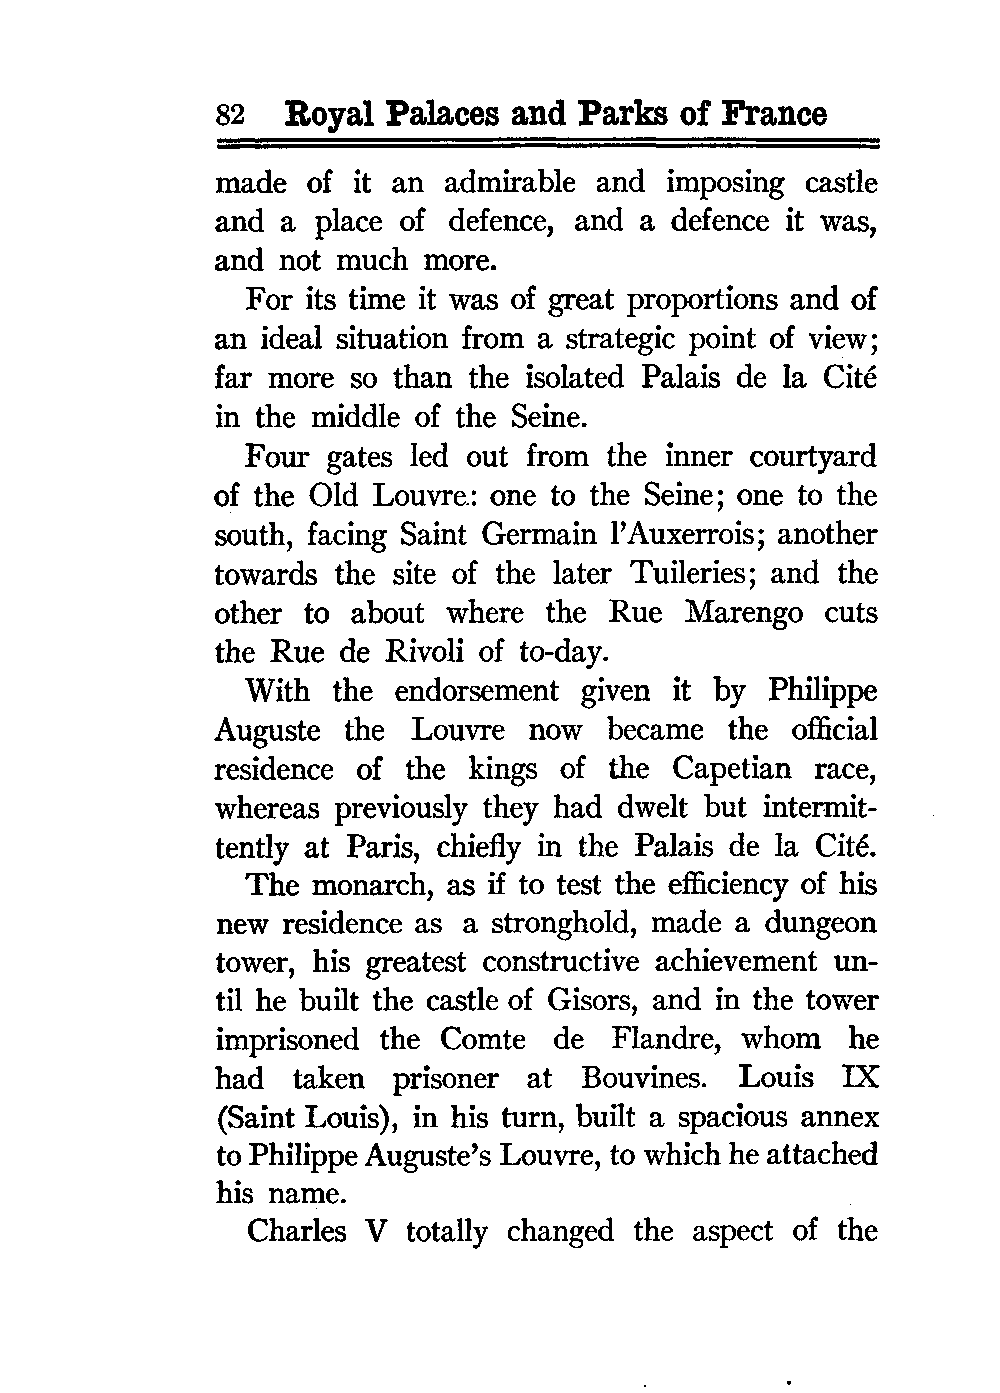 82 Royal Palaces and Parks of France
made of it an admirable and imposing castle
and a place of defence, and a defence it was,
and not much more.
For its time it was of great proportions and of
an ideal situation from a strategic point of view;
far more so than the isolated Palais de la Cité
in the middle of the Seine.
Four gates led out from the inner courtyard
of the Old Louvre: one to the Seine; one to the
south, facing Saint Germain l'Auxerrois; another
towards the site of the later Tuileries; and the
other to about where the Rue Marengo cuts
the Rue de Rivoli of to-day.
With the endorsement given it by Philippe
Auguste the Louvre now became the official
residence of the kings of the Capetian race,
whereas previously they had dwelt but intermit-
tently at Paris, chiefly in the Palais de la Cité.
The monarch, as if to test the efficiency of his
new residence as a stronghold, made a dungeon
tower, his greatest constructive achievement un-
til he built the castle of Gisors, and in the tower
imprisoned the Comte de Flandre, whom he
had taken prisoner at Bouvines. Louis IX
(Saint Louis), in his turn, built a spacious annex
to Philippe Auguste's Louvre, to which he attached
his name.
Charles V totally changed the aspect of the